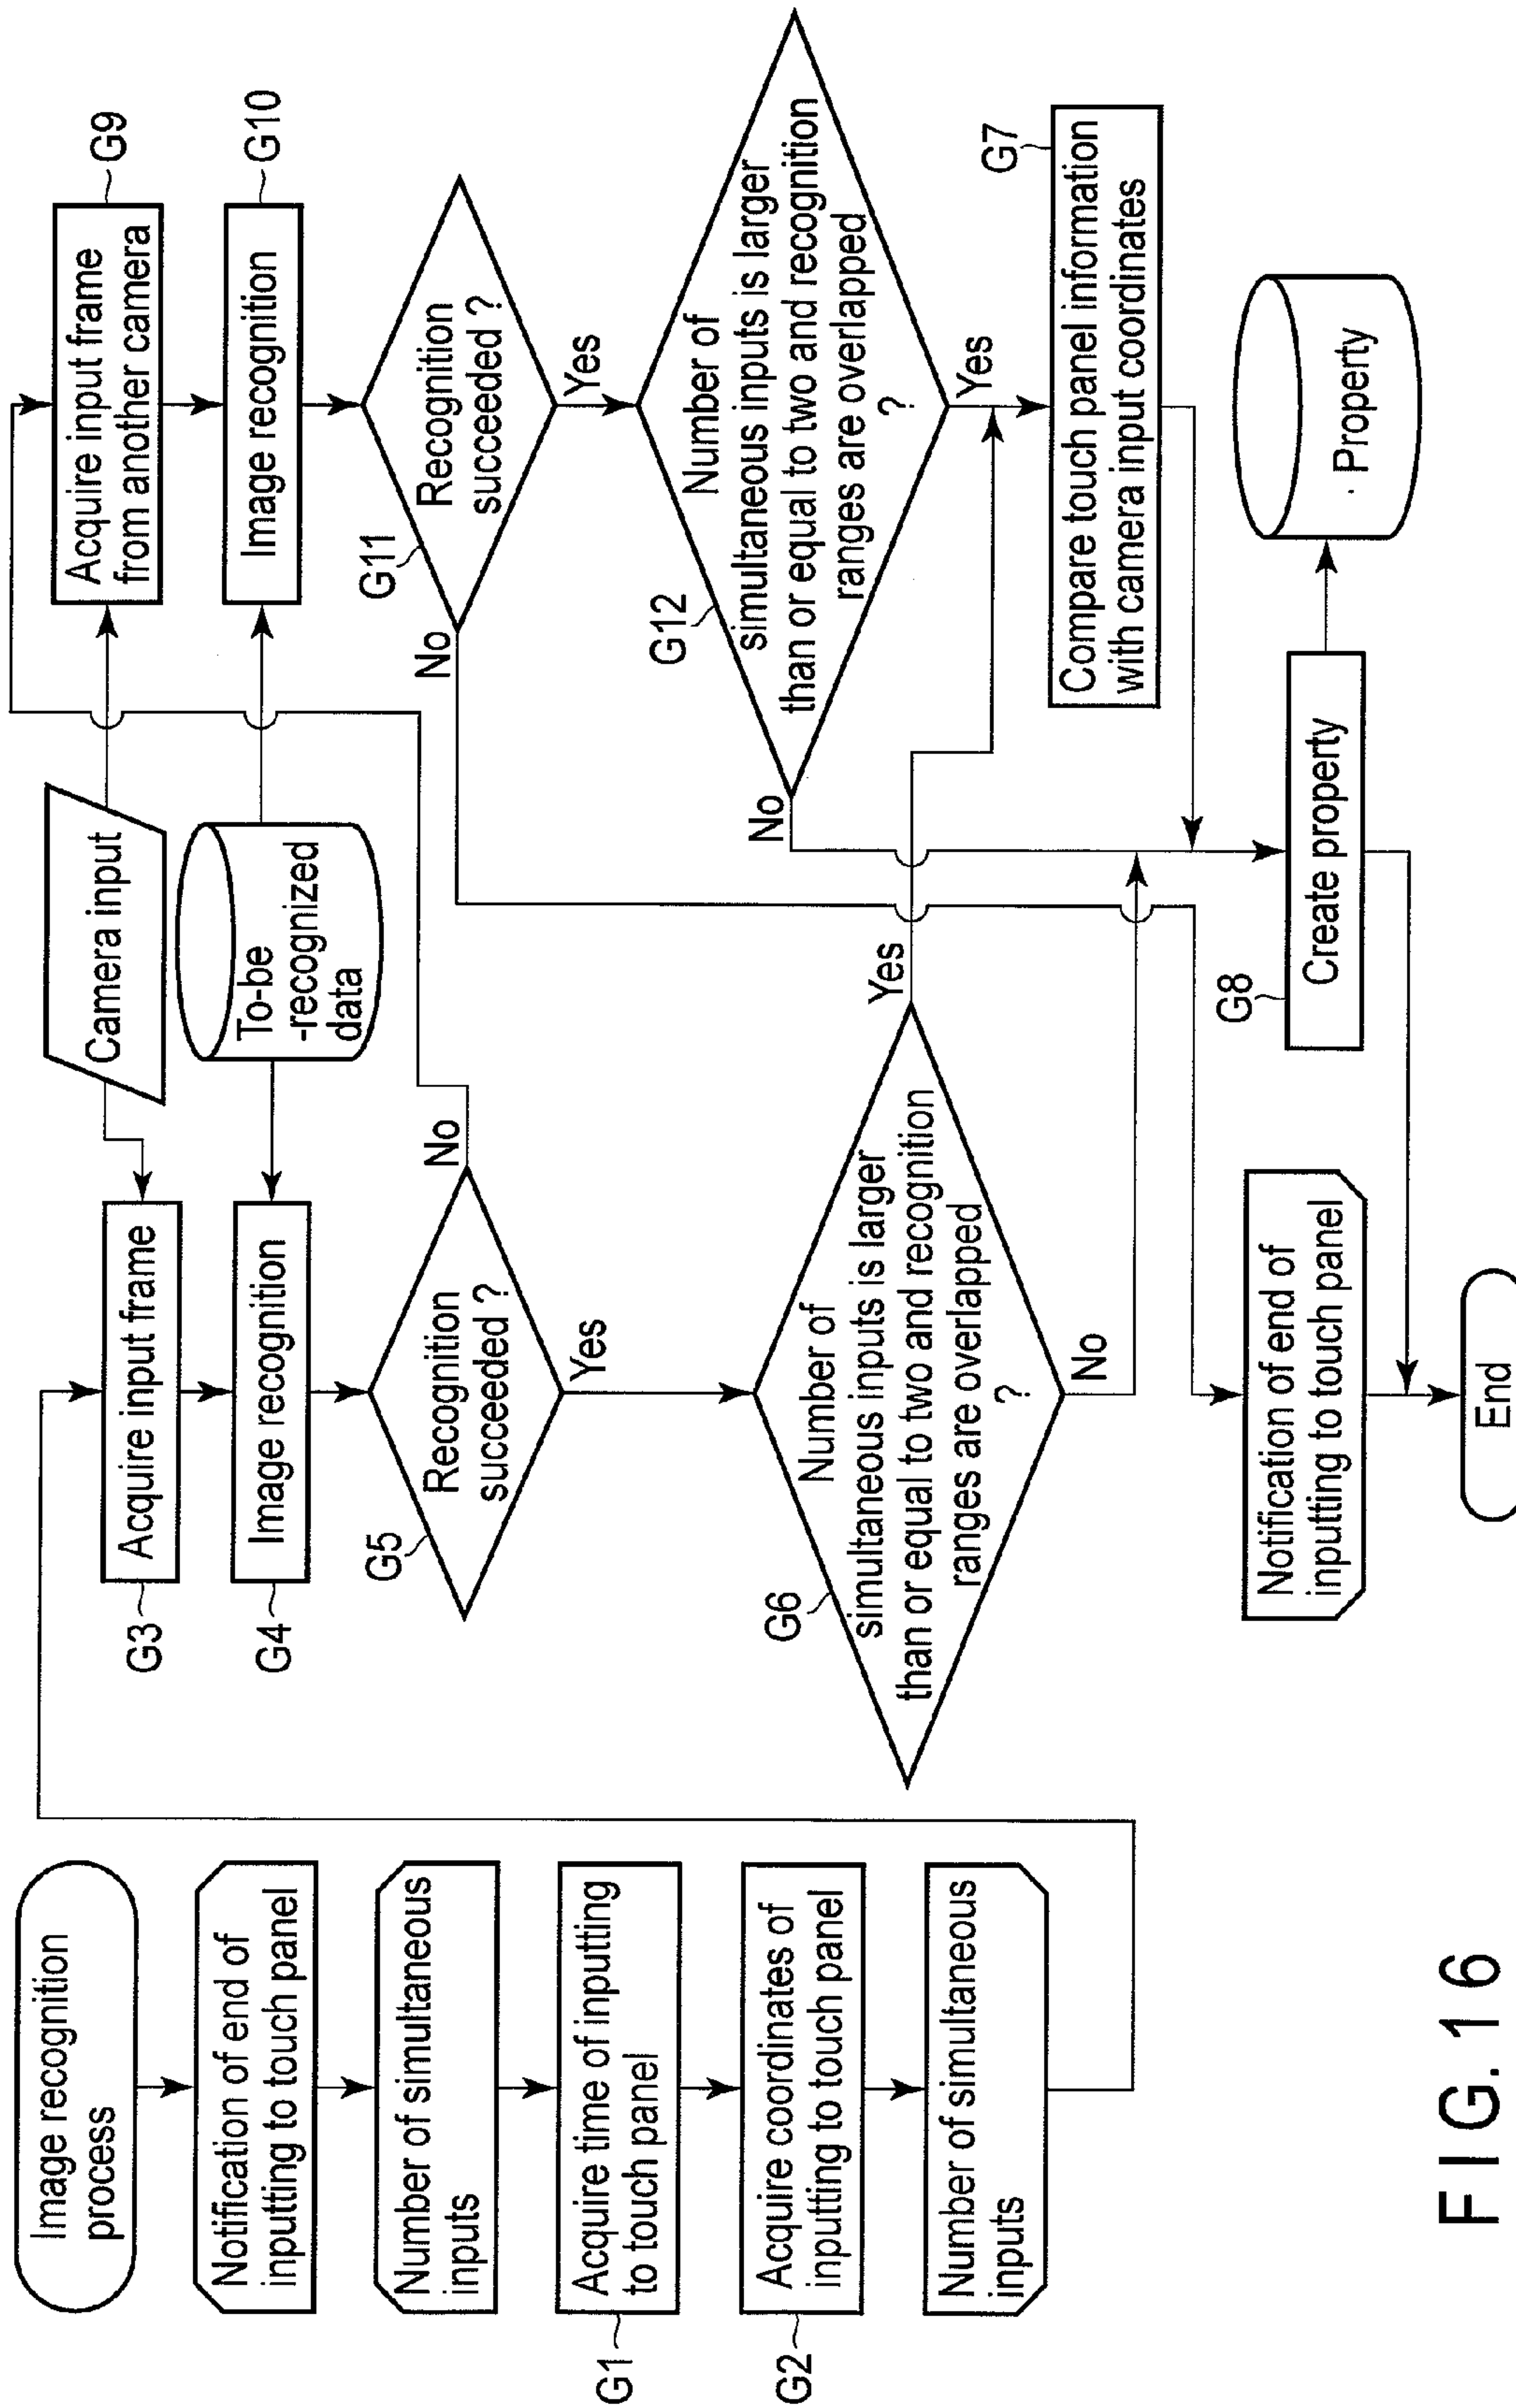 Image recognition
process
Notification of end of
inputting to touch panel
Number of simultaneous
inputs
G1
Acquire time of inputting
to touch panel
G2
Acquire coordinates of
inputting to touch panel
Number of simultaneous
inputs
G3
Acquire input frame
G4
Image recognition
G5
Recognition
succeeded ?
No
Yes
G6
Number of
simultaneous inputs is larger
than or equal to two and recognition
ranges are overlapped
?
Yes
No
Notification of end of
inputting to touch panel
End
Camera input
To-be
-recognized
data
G9
Acquire input frame
from another camera
G10
Image recognition
G11
Recognition
succeeded ?
No
Yes
G12
Number of
simultaneous inputs is larger
than or equal to two and recognition
ranges are overlapped
?
No
Yes
G7
Compare touch panel information
with camera input coordinates
G8
Create property
Property
FIG.16